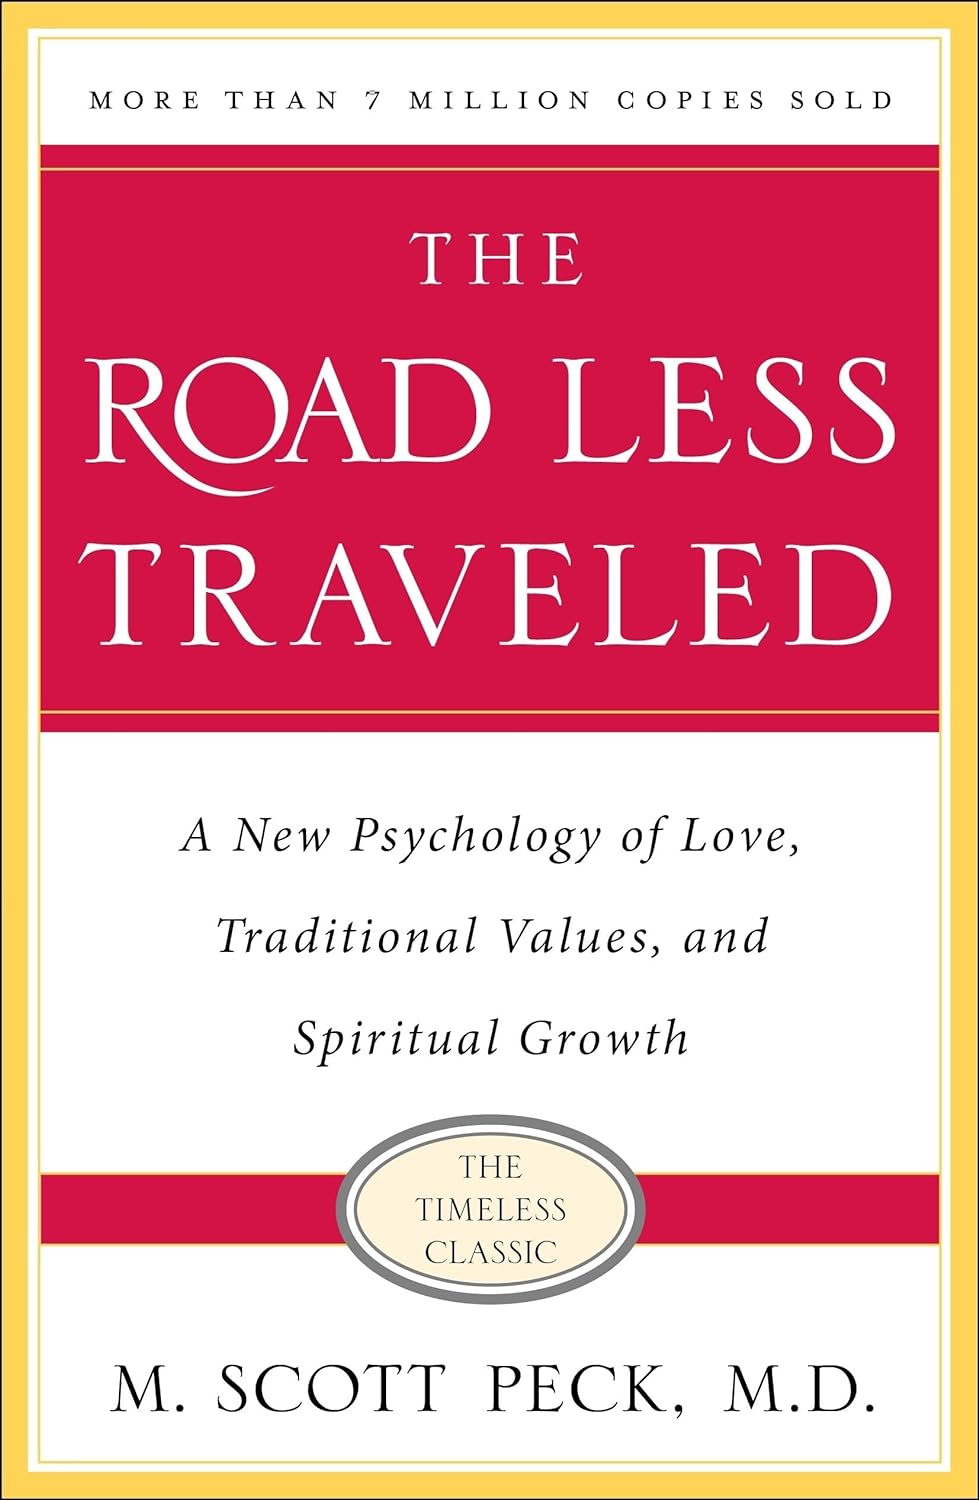 MORE THAN 7 MILLION COPIES SOLD
THE
ROAD LESS
TRAVELED
A New Psychology of Love,
Traditional Values, and
Spiritual Growth
THE
TIMELESS
CLASSIC
M. SCOTT PECK, M.D.